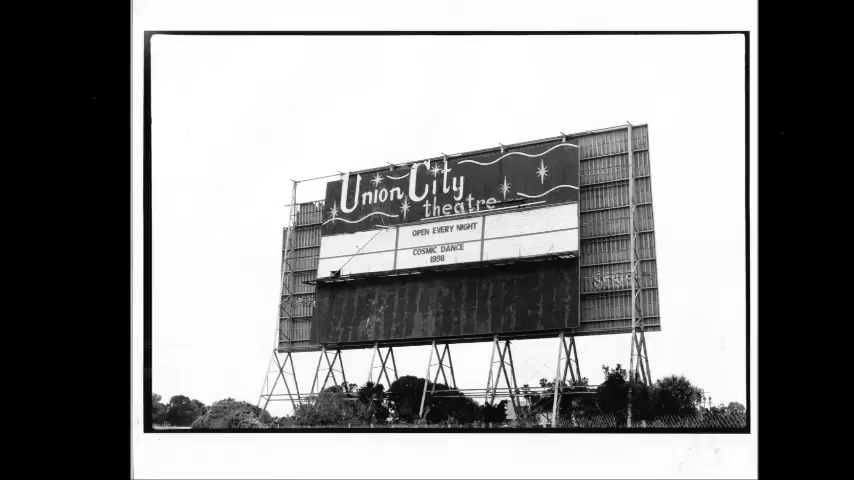 Union City
theatre
OPEN EVERY NIGHT
COSMIC DANCE
1998